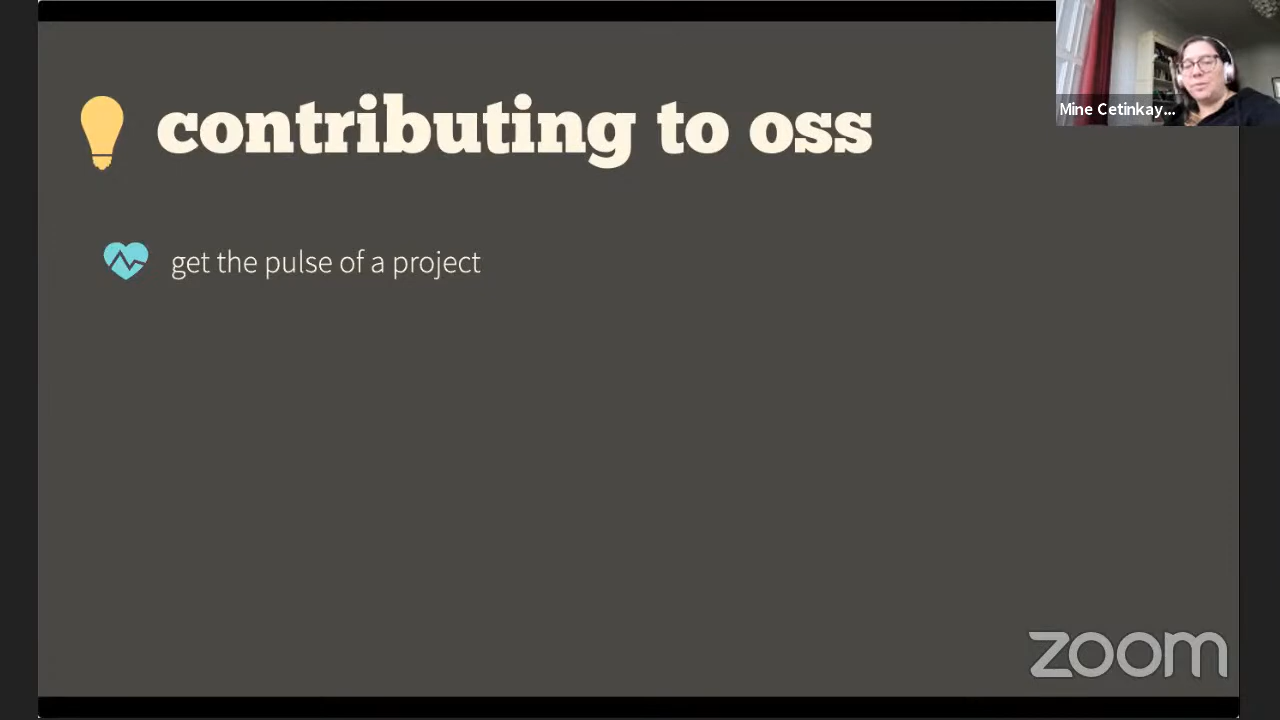 contributing to oss
Mine Cetinkay...
get the pulse of a project
zoom